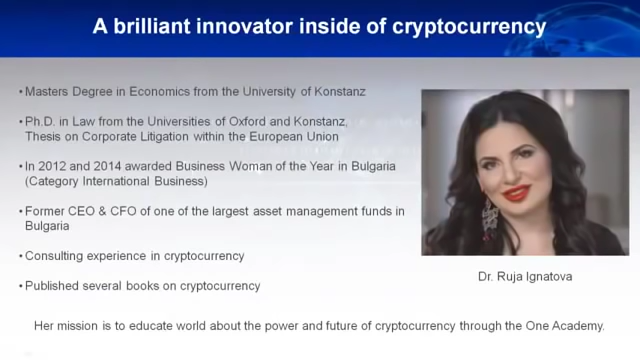 A brilliant innovator inside of cryptocurrency
• Masters Degree in Economics from the University of Konstanz
• Ph.D. in Law from the Universities of Oxford and Konstanz,
Thesis on Corporate Litigation within the European Union
• In 2012 and 2014 awarded Business Woman of the Year in Bulgaria
(Category International Business)
• Former CEO & CFO of one of the largest asset management funds in
Bulgaria
• Consulting experience in cryptocurrency
• Published several books on cryptocurrency
Dr. Ruja Ignatova
Her mission is to educate world about the power and future of cryptocurrency through the One Academy.